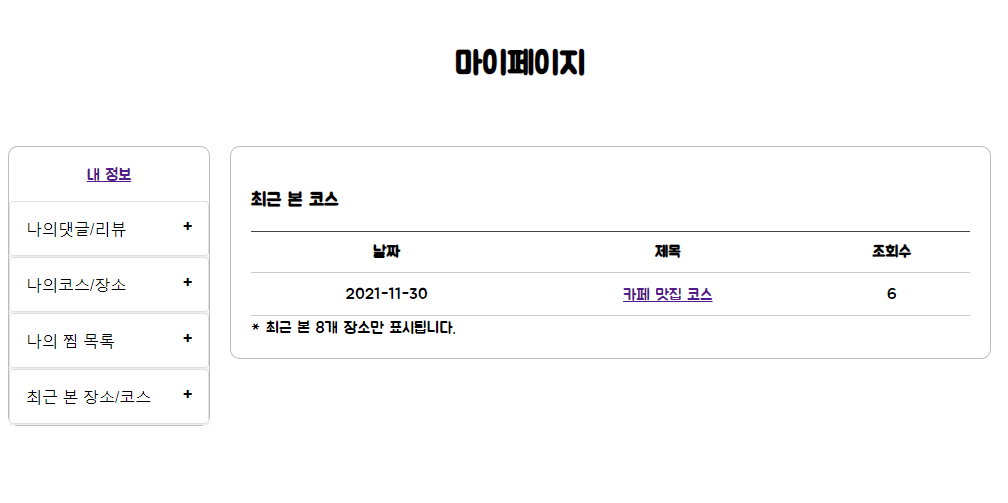 마이페이지
내 정보
나의댓글/리뷰 +
나의코스/장소 +
나의 찜 목록 +
최근 본 장소/코스 +
최근 본 코스
날짜 제목 조회수
2021-11-30 카페 맛집 코스 6
* 최근 본 8개 장소만 표시됩니다.